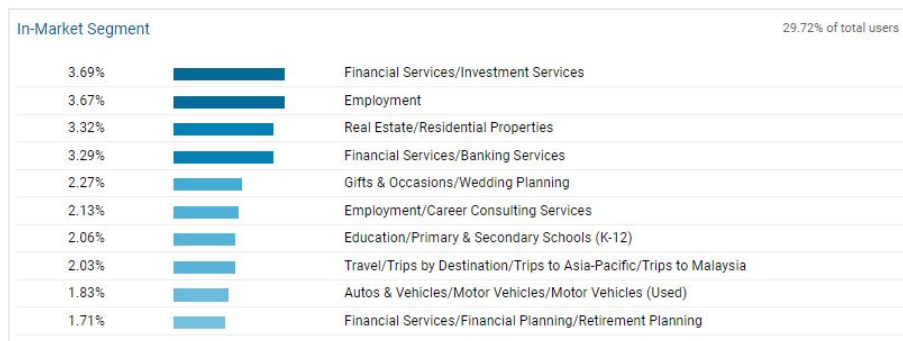 In-Market Segment 29.72% of total users
3.69% Financial Services/Investment Services
3.67% Employment
3.32% Real Estate/Residential Properties
3.29% Financial Services/Banking Services
2.27% Gifts & Occasions/Wedding Planning
2.13% Employment/Career Consulting Services
2.06% Education/Primary & Secondary Schools (K-12)
2.03% Travel/Trips by Destination/Trips to Asia-Pacific/Trips to Malaysia
1.83% Autos & Vehicles/Motor Vehicles/Motor Vehicles (Used)
1.71% Financial Services/Financial Planning/Retirement Planning